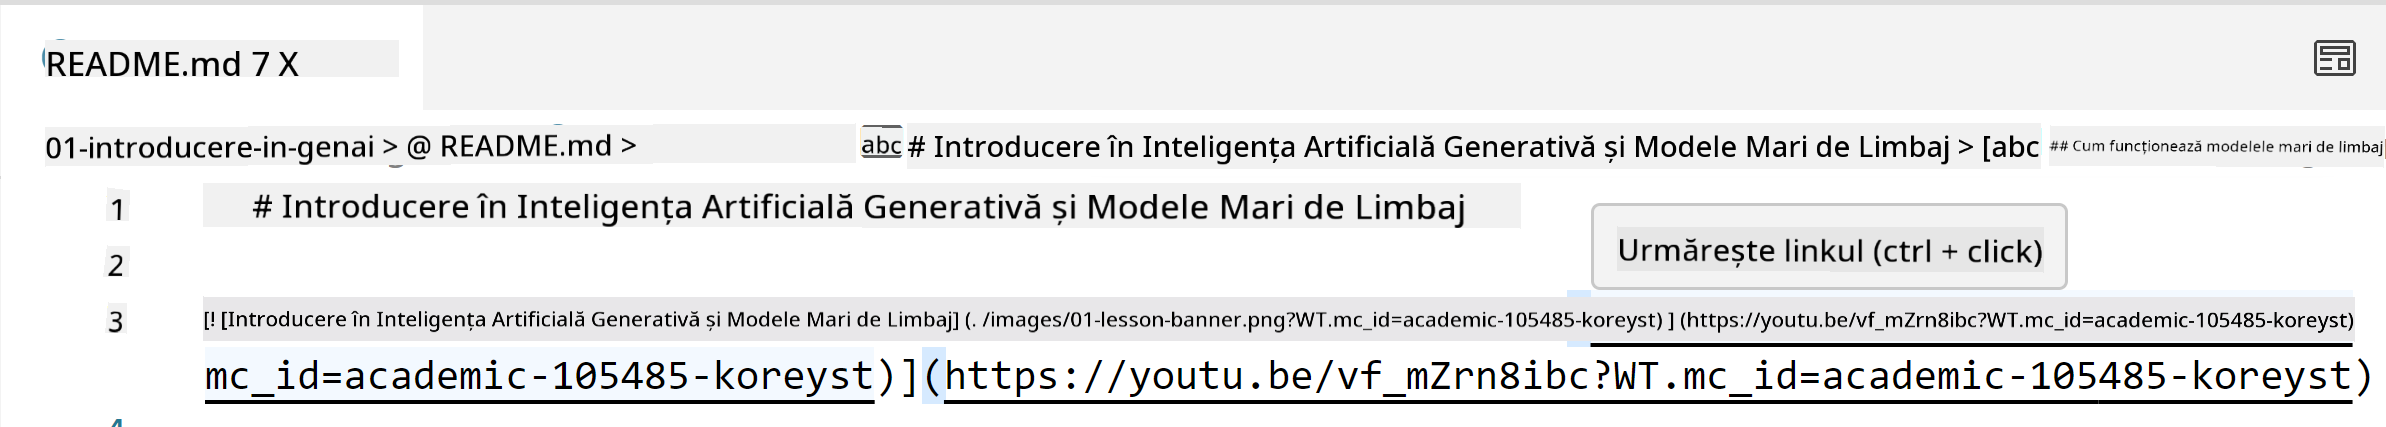 README.md 7 X
01-introducere-in-genai > @ README.md > abc # Introducere în Inteligența Artificială Generativă și Modele Mari de Limbaj > [abc ## Cum funcționează modelele mari de limbaj
1 # Introducere în Inteligența Artificială Generativă și Modele Mari de Limbaj
2 Urmărește linkul (ctrl + click)
3 [! [Introducere în Inteligența Artificială Generativă și Modele Mari de Limbaj] (. /images/01-lesson-banner.png?WT.mc_id=academic-105485-koreyst) ] (https://youtu.be/vf_mZrn8ibc?WT.mc_id=academic-105485-koreyst)
mc_id=academic-105485-koreyst)](https://youtu.be/vf_mZrn8ibc?WT.mc_id=academic-105485-koreyst)